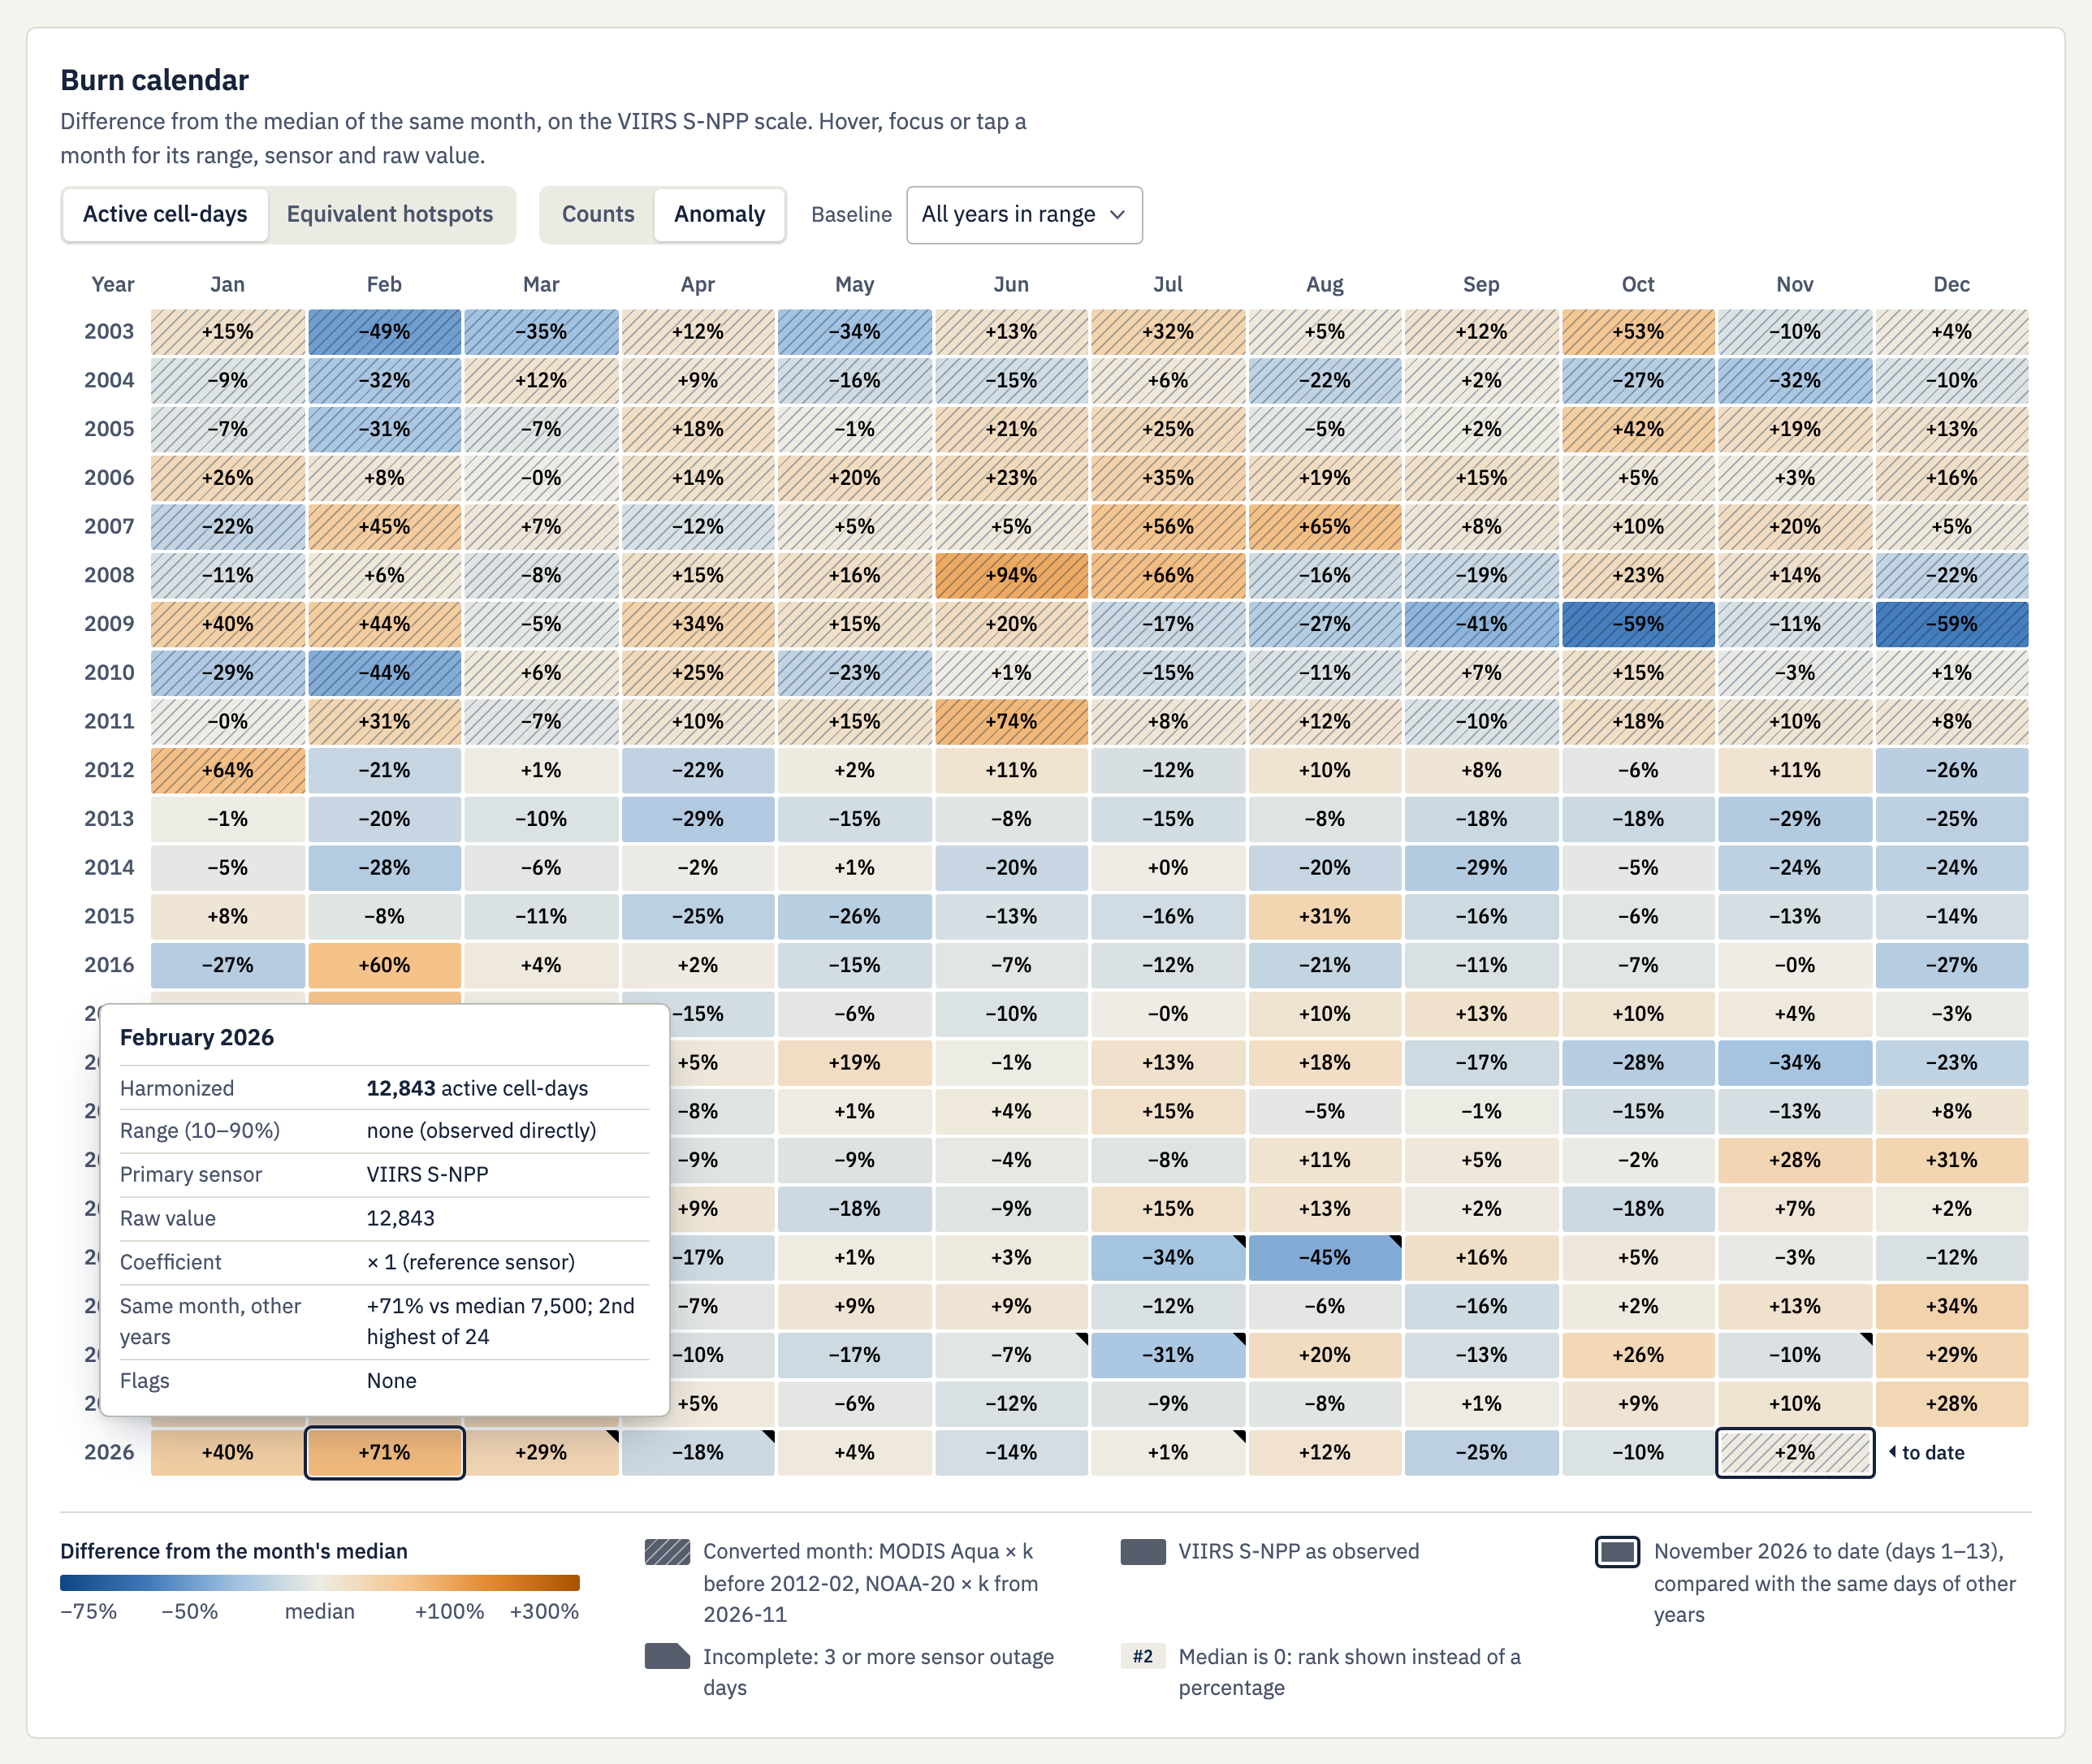 Burn calendar
Difference from the median of the same month, on the VIIRS S-NPP scale. Hover, focus or tap a
month for its range, sensor and raw value.
Active cell-days Equivalent hotspots Counts Anomaly Baseline All years in range
Year Jan Feb Mar Apr May Jun Jul Aug Sep Oct Nov Dec
2003 +15% −49% −35% +12% −34% +13% +32% +5% +12% +53% −10% +4%
2004 −9% −32% +12% +9% −16% −15% +6% −22% +2% −27% −32% −10%
2005 −7% −31% −7% +18% −1% +21% +25% −5% +2% +42% +19% +13%
2006 +26% +8% −0% +14% +20% +23% +35% +19% +15% +5% +3% +16%
2007 −22% +45% +7% −12% +5% +5% +56% +65% +8% +10% +20% +5%
2008 −11% +6% −8% +15% +16% +94% +66% −16% −19% +23% +14% −22%
2009 +40% +44% −5% +34% +15% +20% −17% −27% −41% −59% −11% −59%
2010 −29% −44% +6% +25% −23% +1% −15% −11% +7% +15% −3% +1%
2011 −0% +31% −7% +10% +15% +74% +8% +12% −10% +18% +10% +8%
2012 +64% −21% +1% −22% +2% +11% −12% +10% +8% −6% +11% −26%
2013 −1% −20% −10% −29% −15% −8% −15% −8% −18% −18% −29% −25%
2014 −5% −28% −6% −2% +1% −20% +0% −20% −29% −5% −24% −24%
2015 +8% −8% −11% −25% −26% −13% −16% +31% −16% −6% −13% −14%
2016 −27% +60% +4% +2% −15% −7% −12% −21% −11% −7% −0% −27%
−15% −6% −10% −0% +10% +13% +10% +4% −3%
+5% +19% −1% +13% +18% −17% −28% −34% −23%
−8% +1% +4% +15% −5% −1% −15% −13% +8%
−9% −9% −4% −8% +11% +5% −2% +28% +31%
+9% −18% −9% +15% +13% +2% −18% +7% +2%
−17% +1% +3% −34% −45% +16% +5% −3% −12%
−7% +9% +9% −12% −6% −16% +2% +13% +34%
−10% −17% −7% −31% +20% −13% +26% −10% +29%
+5% −6% −12% −9% −8% +1% +9% +10% +28%
2026 +40% +71% +29% −18% +4% −14% +1% +12% −25% −10% +2% to date
February 2026
Harmonized 12,843 active cell-days
Range (10–90%) none (observed directly)
Primary sensor VIIRS S-NPP
Raw value 12,843
Coefficient × 1 (reference sensor)
Same month, other years +71% vs median 7,500; 2nd highest of 24
Flags None
Difference from the month's median
−75% −50% median +100% +300%
Converted month: MODIS Aqua × k
before 2012-02, NOAA-20 × k from
2026-11
VIIRS S-NPP as observed
November 2026 to date (days 1–13),
compared with the same days of other
years
Incomplete: 3 or more sensor outage
days
#2 Median is 0: rank shown instead of a
percentage